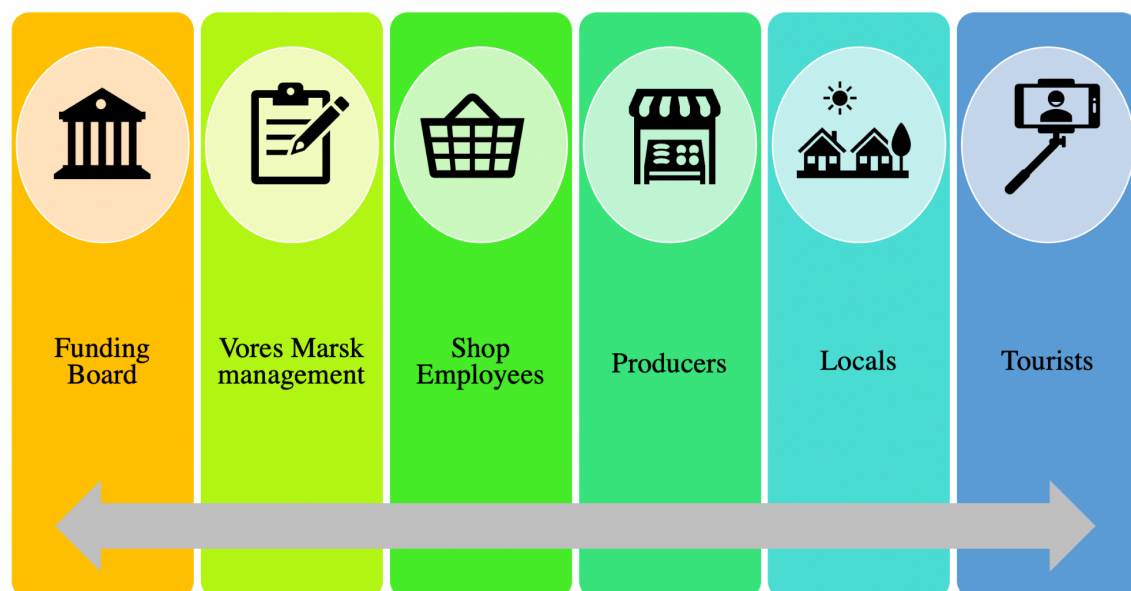 Funding
Board
Vores Marsk
management
Shop
Employees
Producers
Locals
Tourists